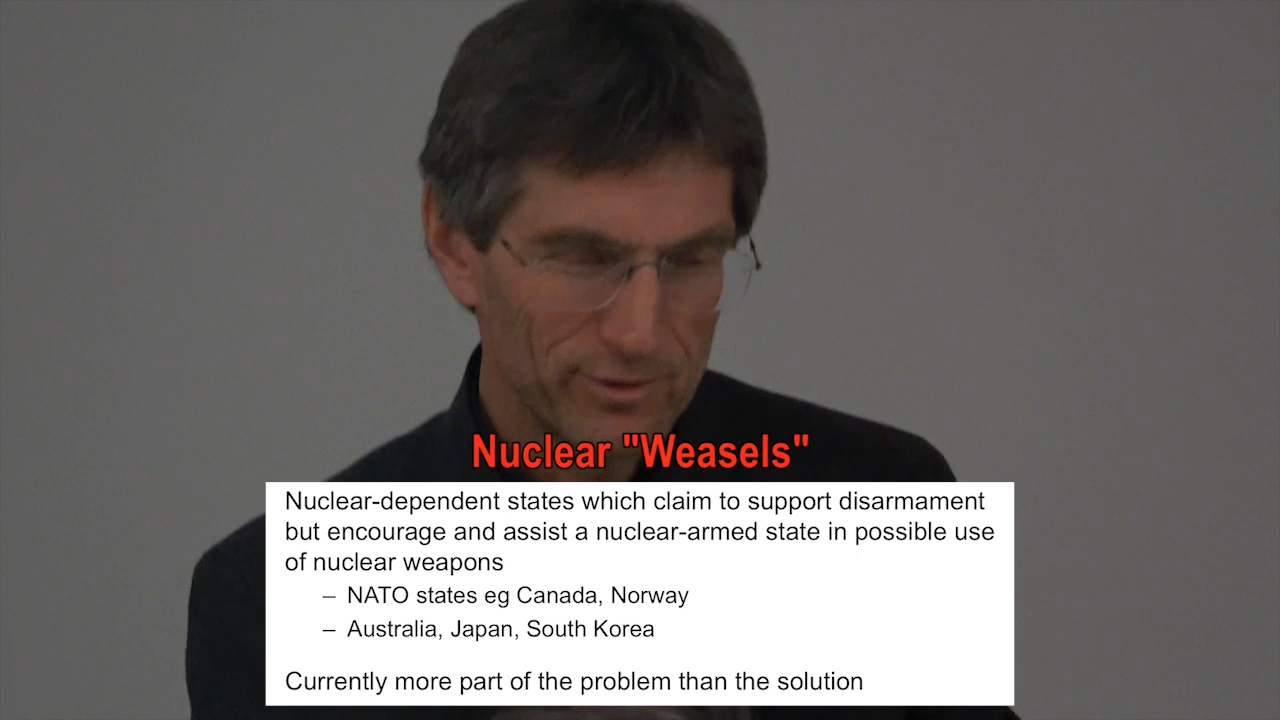 Nuclear "Weasels"
Nuclear-dependent states which claim to support disarmament
but encourage and assist a nuclear-armed state in possible use
of nuclear weapons
– NATO states eg Canada, Norway
– Australia, Japan, South Korea
Currently more part of the problem than the solution